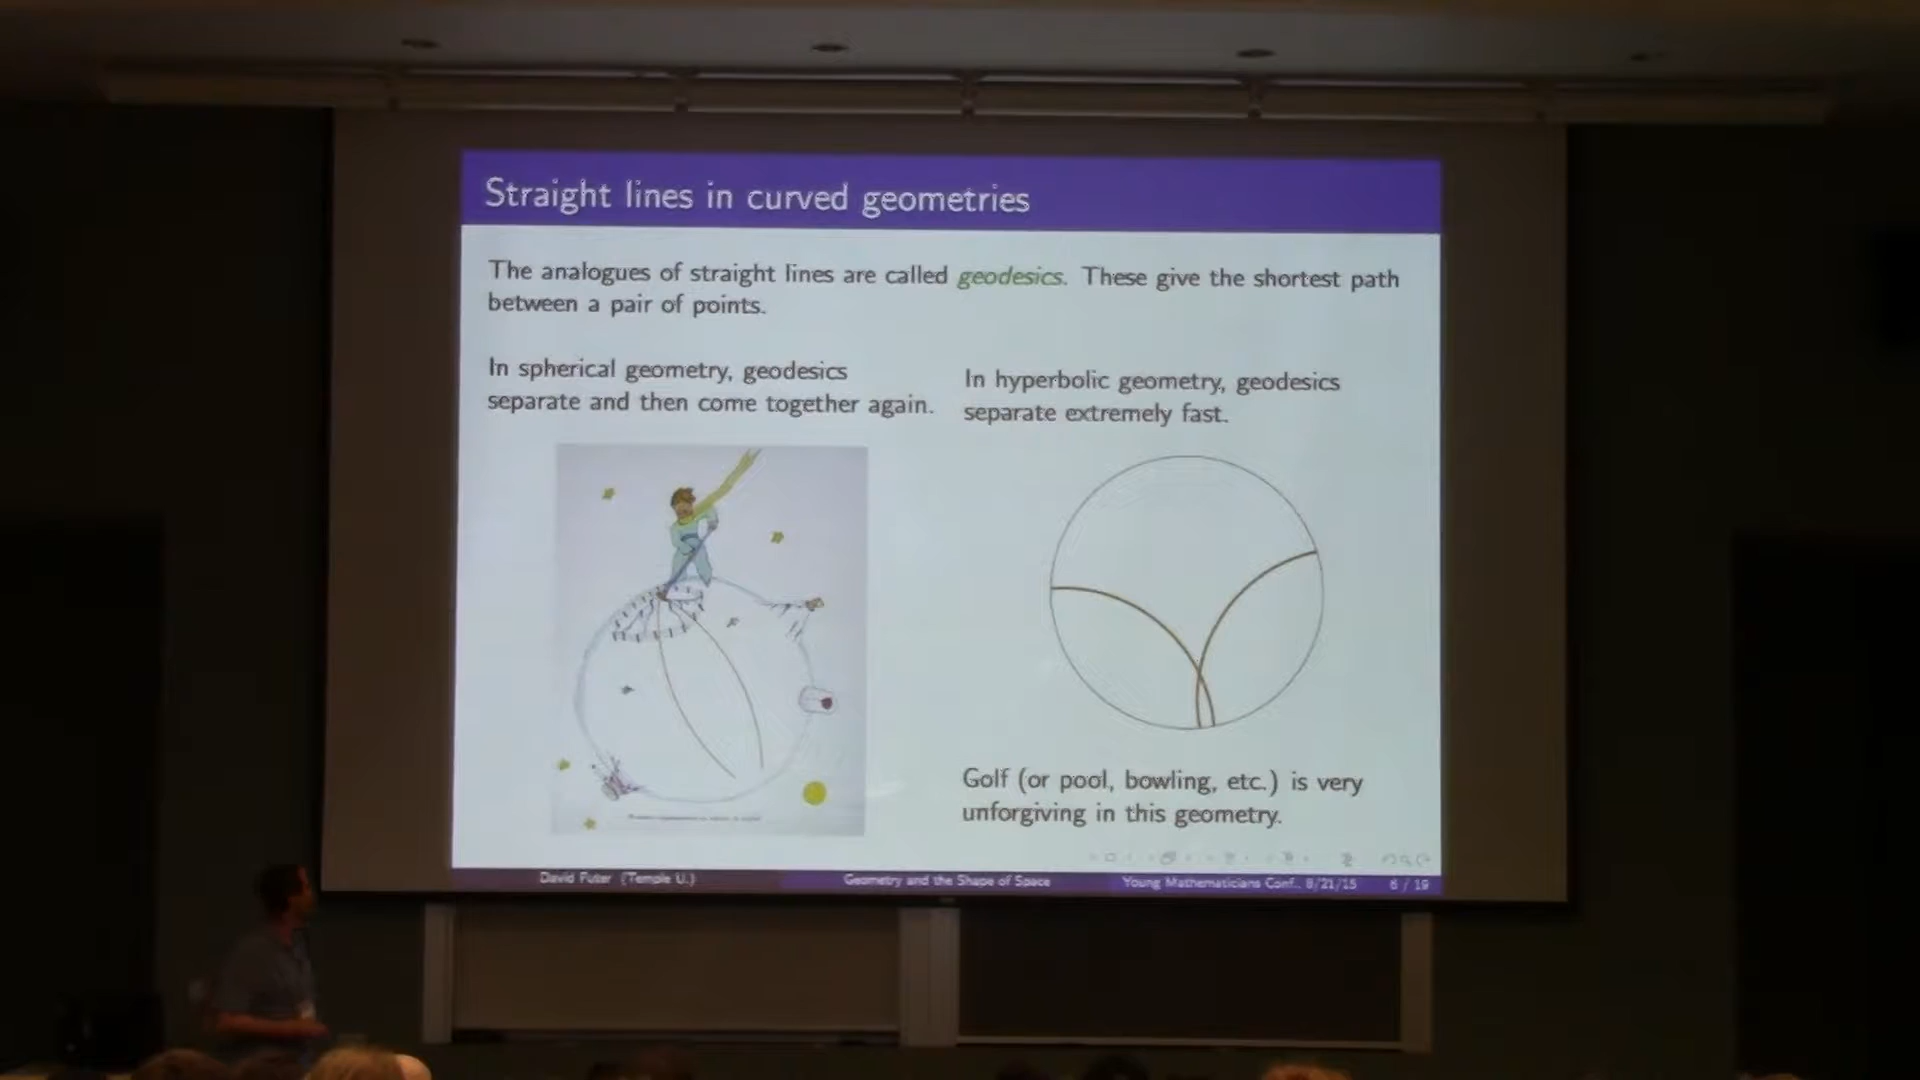 Straight lines in curved geometries
The analogues of straight lines are called geodesics. These give the shortest path
between a pair of points.
In spherical geometry, geodesics
separate and then come together again.
In hyperbolic geometry, geodesics
separate extremely fast.
Golf (or pool, bowling, etc.) is very
unforgiving in this geometry.
David Futer (Temple U.)
Geometry and the Shape of Space
Young Mathematicians Conf., 8/21/15
6 / 19